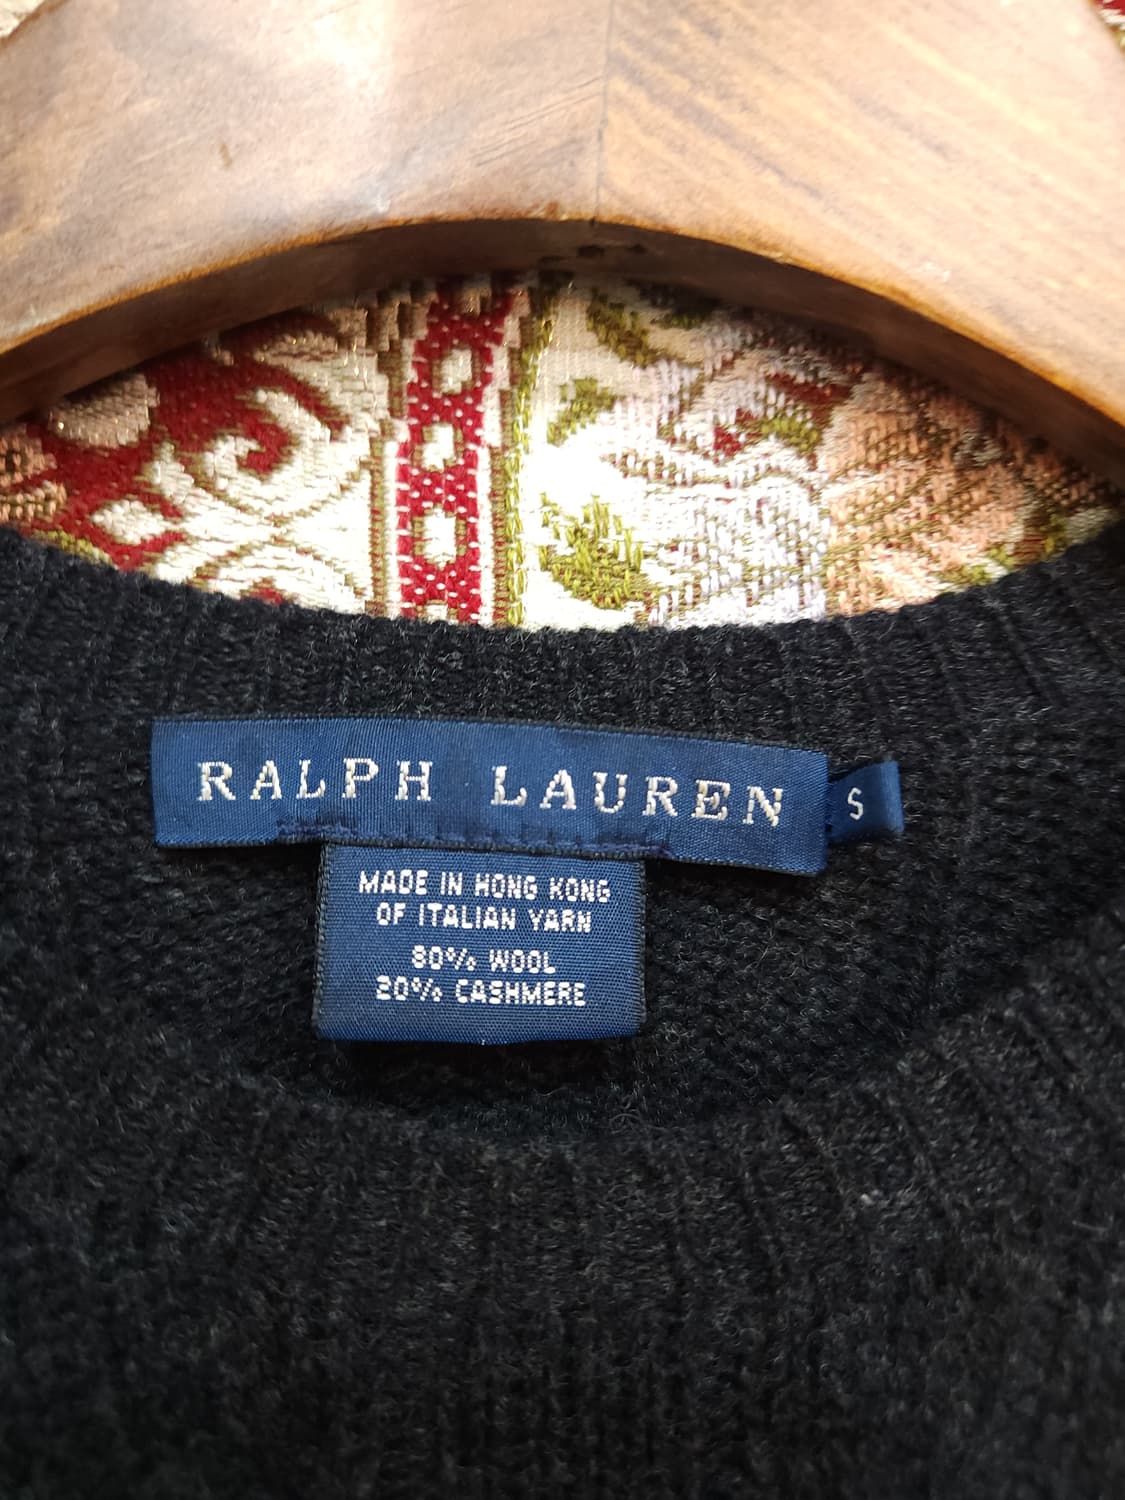 RALPH LAUREN
S
MADE IN HONG KONG
OF ITALIAN YARN
80% WOOL
20% CASHMERE